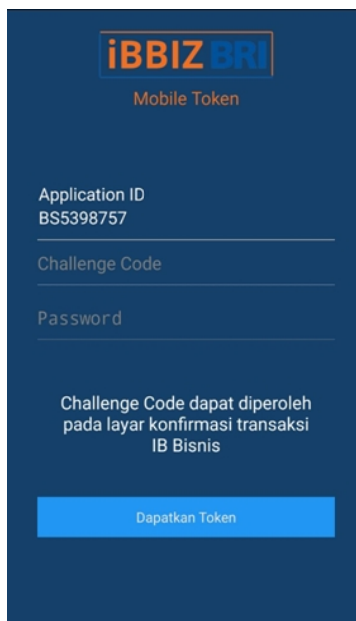 iBBIZ BRI
Mobile Token
Application ID
BS5398757
Challenge Code
Password
Challenge Code dapat diperoleh
pada layar konfirmasi transaksi
IB Bisnis
Dapatkan Token